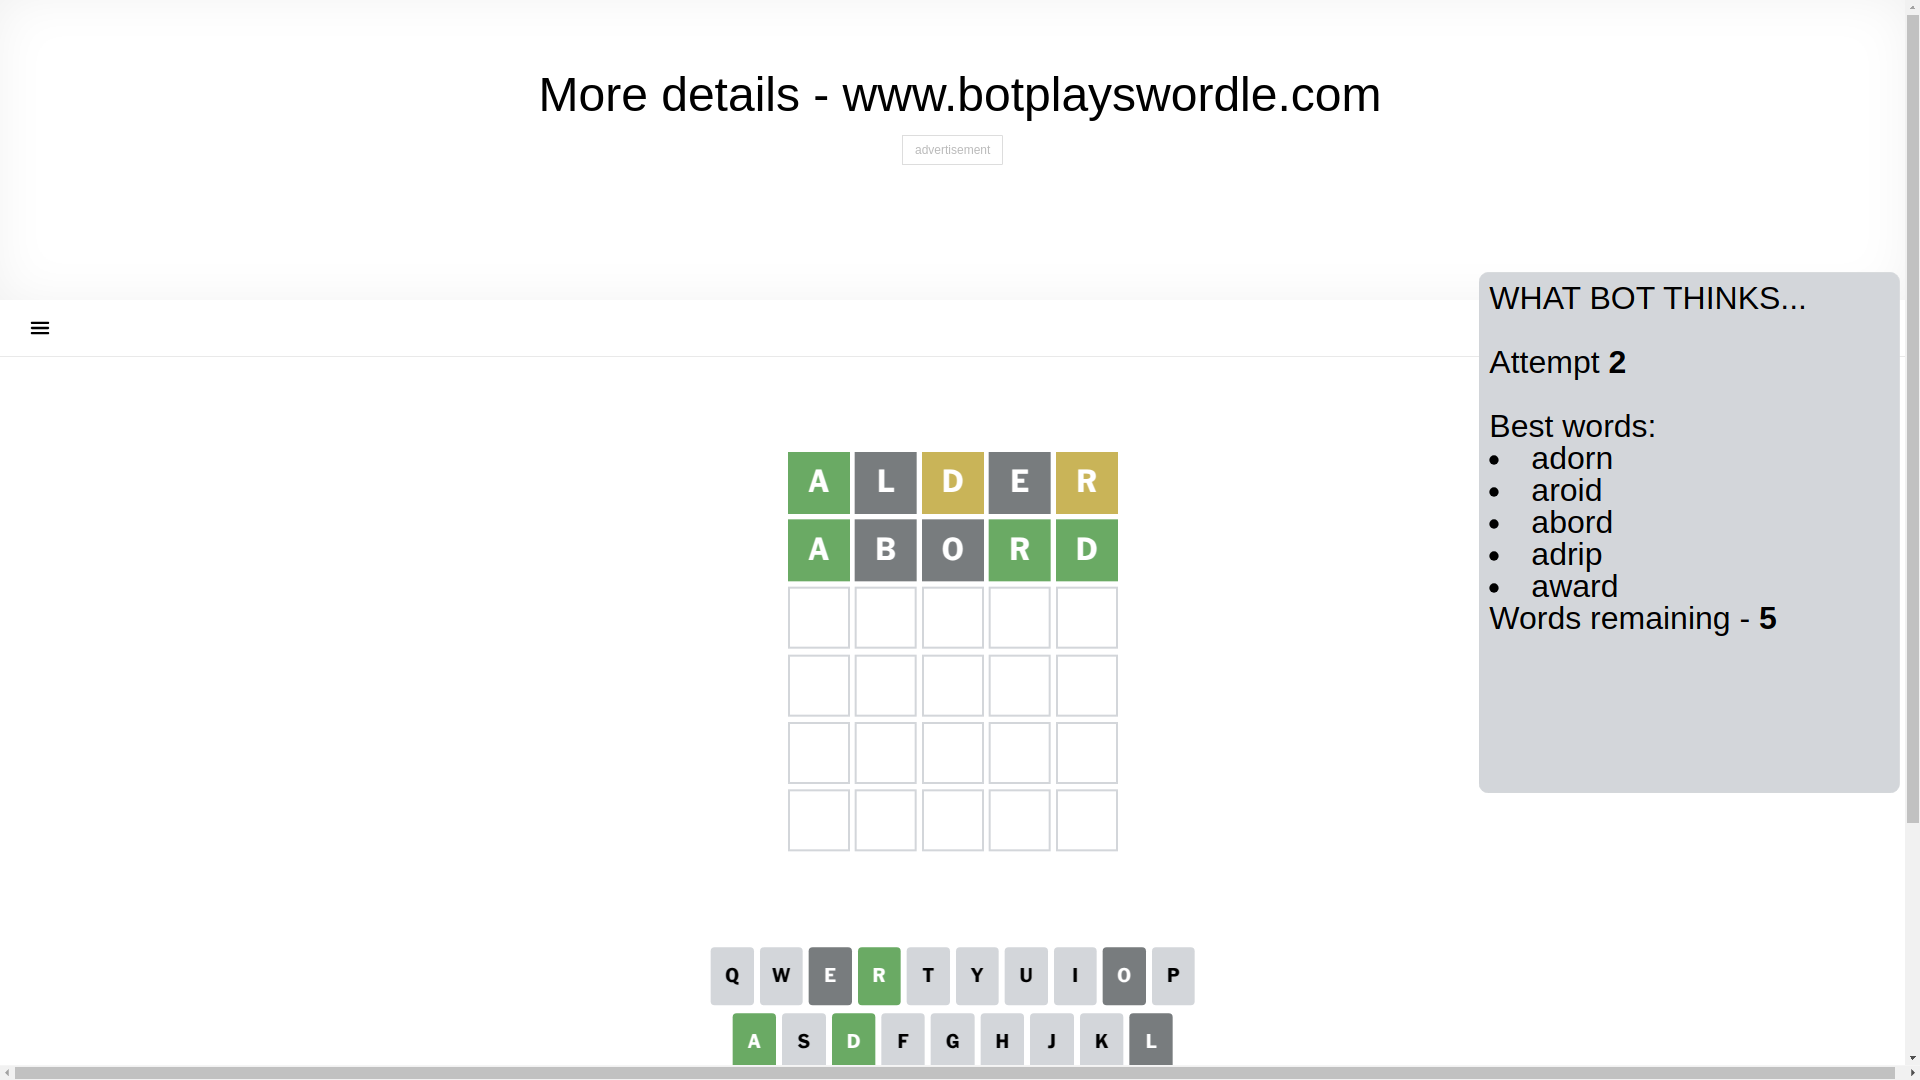 More details - www.botplayswordle.com
advertisement
WHAT BOT THINKS...
Attempt 2
Best words:
• adorn
• aroid
• abord
• adrip
• award
Words remaining - 5
A L D E R
A B O R D
Q W E R T Y U I O P
A S D F G H J K L